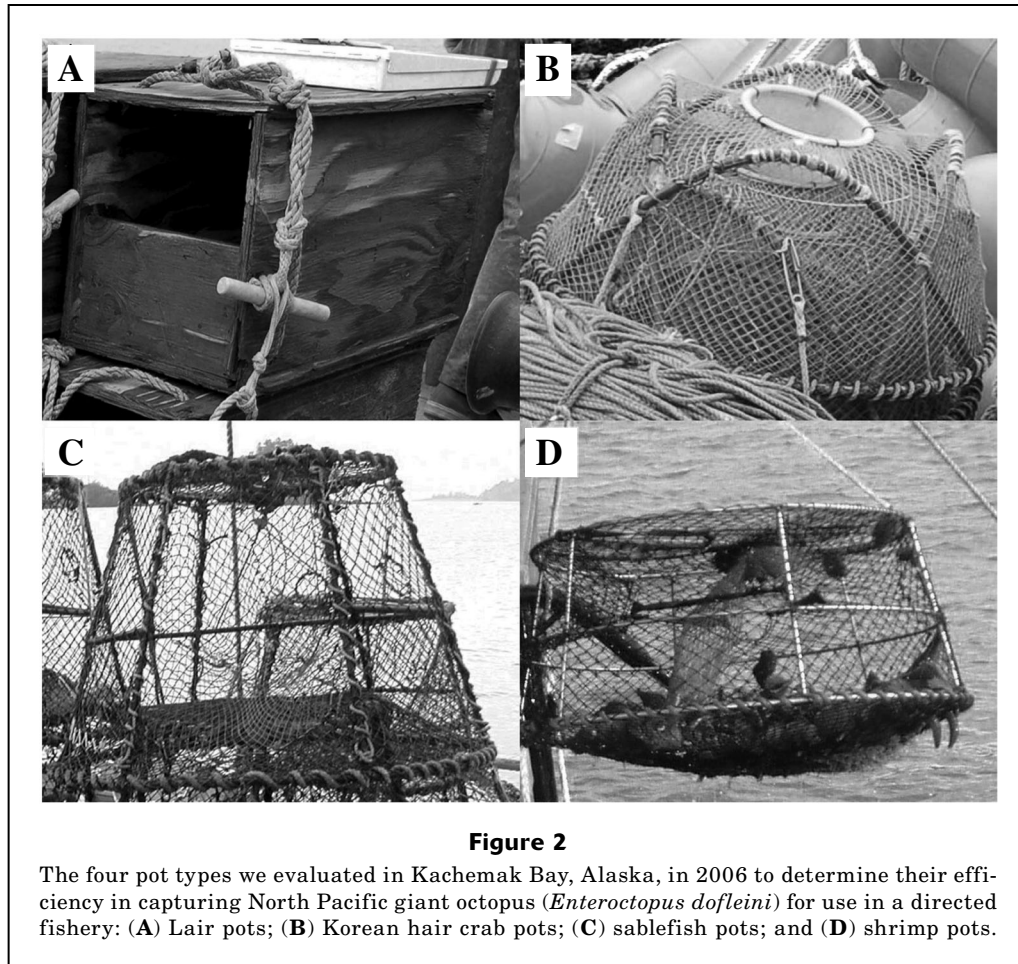 A
B
C
D
Figure 2
The four pot types we evaluated in Kachemak Bay, Alaska, in 2006 to determine their effi-
ciency in capturing North Pacific giant octopus (Enteroctopus dofleini) for use in a directed
fishery: (A) Lair pots; (B) Korean hair crab pots; (C) sablefish pots; and (D) shrimp pots.